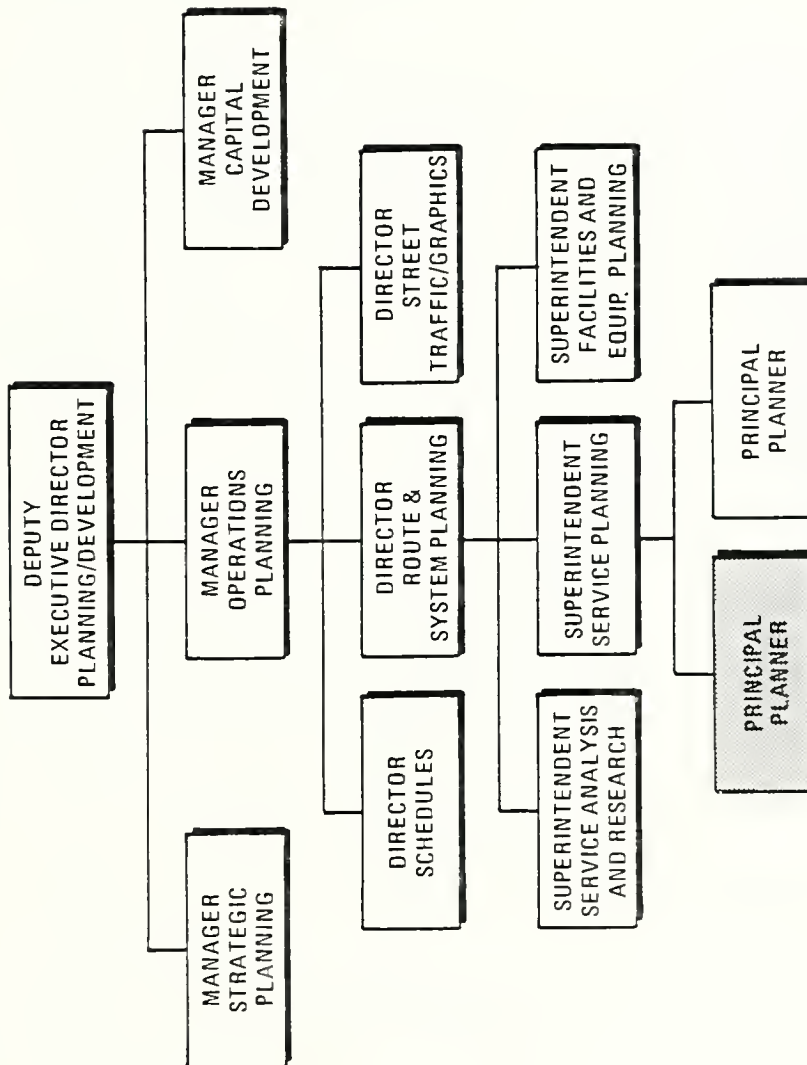 DEPUTY
EXECUTIVE DIRECTOR
PLANNING/DEVELOPMENT
MANAGER
STRATEGIC
PLANNING
MANAGER
OPERATIONS
PLANNING
MANAGER
CAPITAL
DEVELOPMENT
DIRECTOR
SCHEDULES
DIRECTOR
ROUTE &
SYSTEM PLANNING
DIRECTOR
STREET
TRAFFIC/GRAPHICS
SUPERINTENDENT
SERVICE ANALYSIS
AND RESEARCH
SUPERINTENDENT
SERVICE PLANNING
SUPERINTENDENT
FACILITIES AND
EQUIP. PLANNING
PRINCIPAL
PLANNER
PRINCIPAL
PLANNER